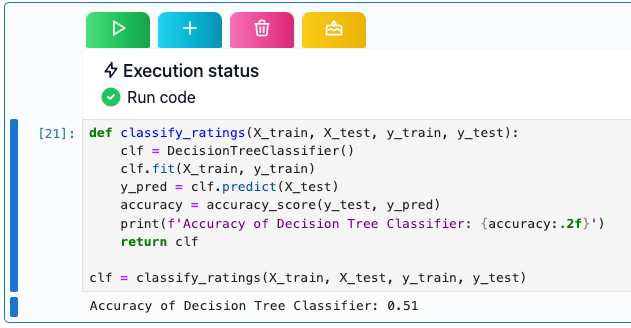 Execution status
Run code
[21]:
def classify_ratings(X_train, X_test, y_train, y_test):
    clf = DecisionTreeClassifier()
    clf.fit(X_train, y_train)
    y_pred = clf.predict(X_test)
    accuracy = accuracy_score(y_test, y_pred)
    print(f'Accuracy of Decision Tree Classifier: {accuracy:.2f}')
    return clf

clf = classify_ratings(X_train, X_test, y_train, y_test)
Accuracy of Decision Tree Classifier: 0.51